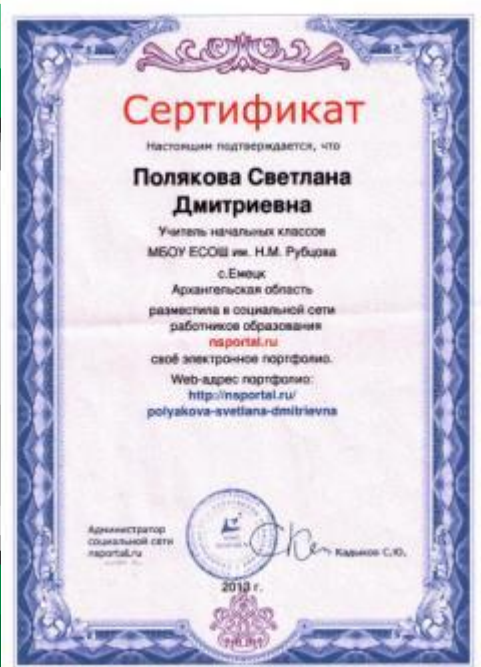 Сертификат
Настоящим подтверждается, что
Полякова Светлана
Дмитриевна
Учитель начальных классов
МБОУ ЕСОШ им. Н.М. Рубцова
с.Емецк
Архангельская область
разместила в социальной сети
работников образования
nsportal.ru
своё электронное портфолио.
Web-адрес портфолио:
http://nsportal.ru/
polyakova-svetlana-dmitrievna
Администратор
социальной сети
nsportal.ru
Кадыков С.Ю.
2013 г.